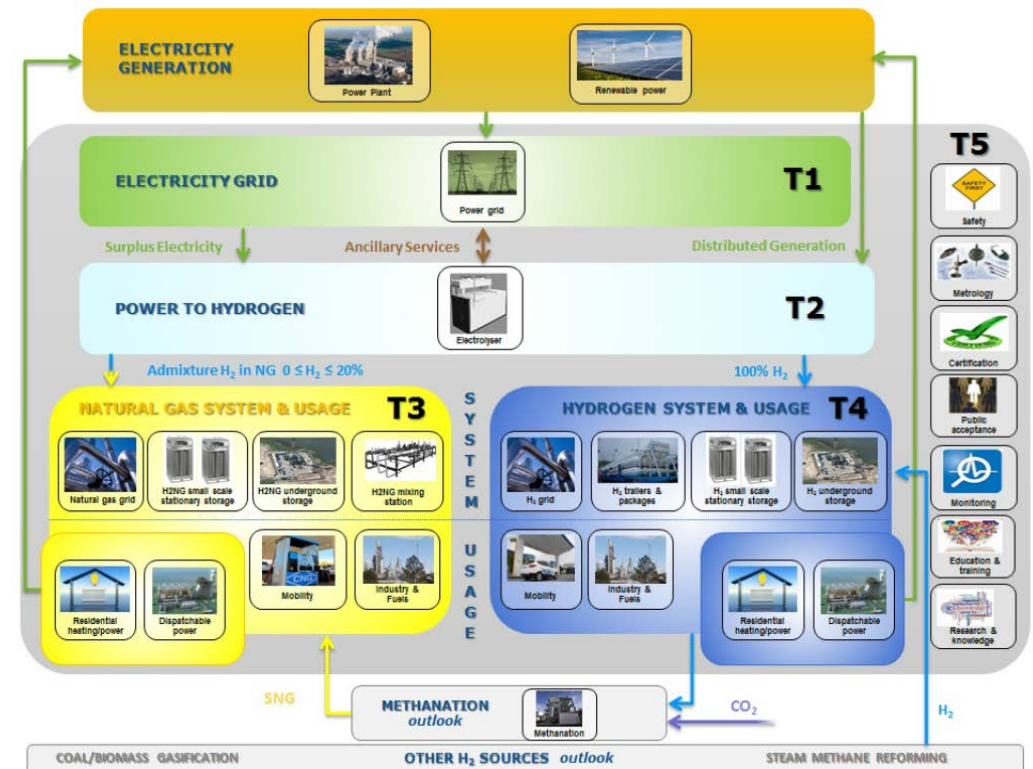 ELECTRICITY
GENERATION
Power Plant
Renewable power
T5
ELECTRICITY GRID
Power grid
T1
SAFETY
FIRST
Safety
Surplus Electricity
Ancillary Services
Distributed Generation
Metrology
POWER TO HYDROGEN
Electrolyser
T2
Certification
Admixture H₂ in NG 0 ≤ H₂ ≤ 20%
100% H₂
NATURAL GAS SYSTEM & USAGE
T3
SYSTEM
HYDROGEN SYSTEM & USAGE
T4
Public
acceptance
Natural gas grid
H2NG small scale
stationary storage
H2NG underground
storage
H2NG mixing
station
H₂ grid
H₂ trailers &
packages
H₂ small scale
stationary storage
H₂ underground
storage
Monitoring
USAGE
CNG
Mobility
Industry &
Fuels
Mobility
Industry &
Fuels
Education &
training
Residential
heating/power
Dispatchable
power
Residential
heating/power
Dispatchable
power
Research &
knowledge
SNG
METHANATION
outlook
Methanation
CO₂
H₂
COAL/BIOMASS GASIFICATION
OTHER H₂ SOURCES outlook
STEAM METHANE REFORMING